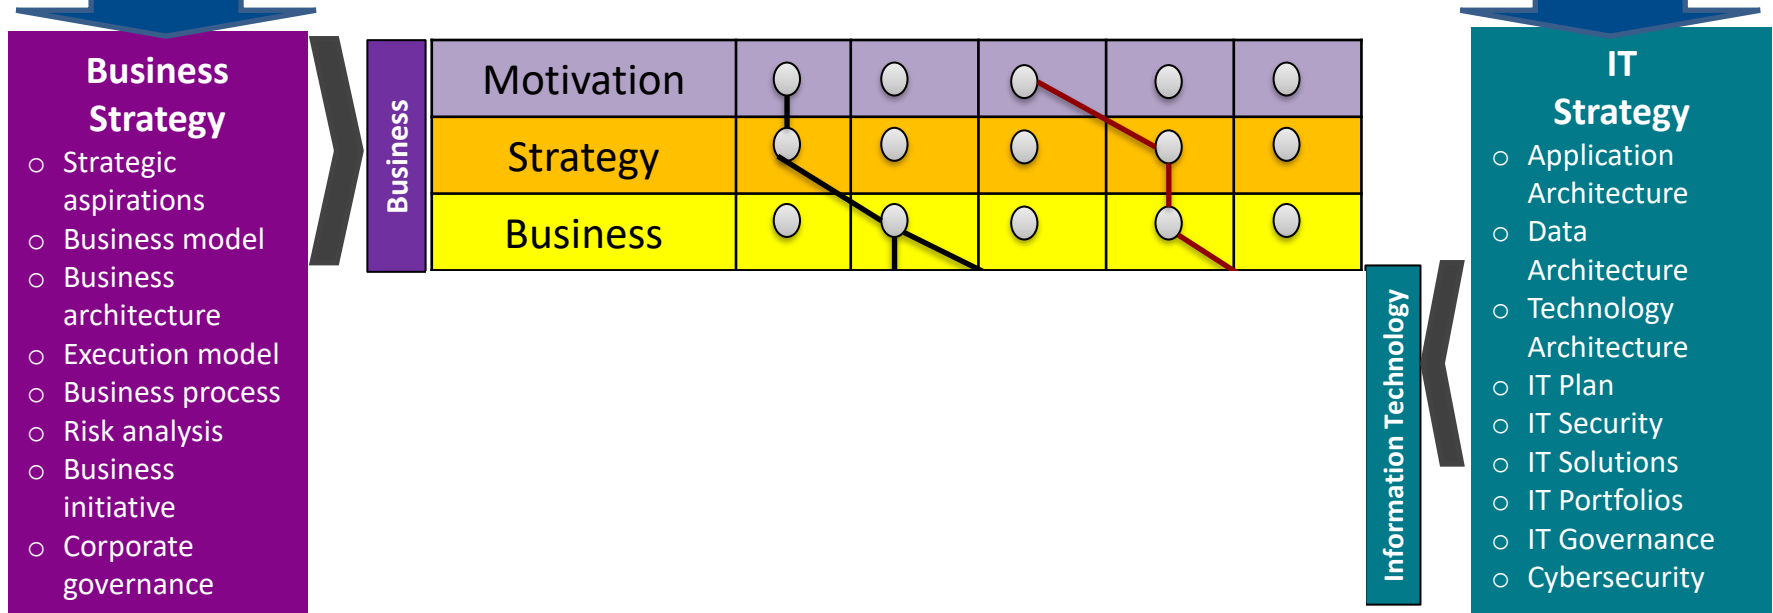 Business
Strategy
o Strategic
aspirations
o Business model
o Business
architecture
o Execution model
o Business process
o Risk analysis
o Business
initiative
o Corporate
governance
Business
Motivation
Strategy
Business
Information Technology
IT
Strategy
o Application
Architecture
o Data
Architecture
o Technology
Architecture
o IT Plan
o IT Security
o IT Solutions
o IT Portfolios
o IT Governance
o Cybersecurity